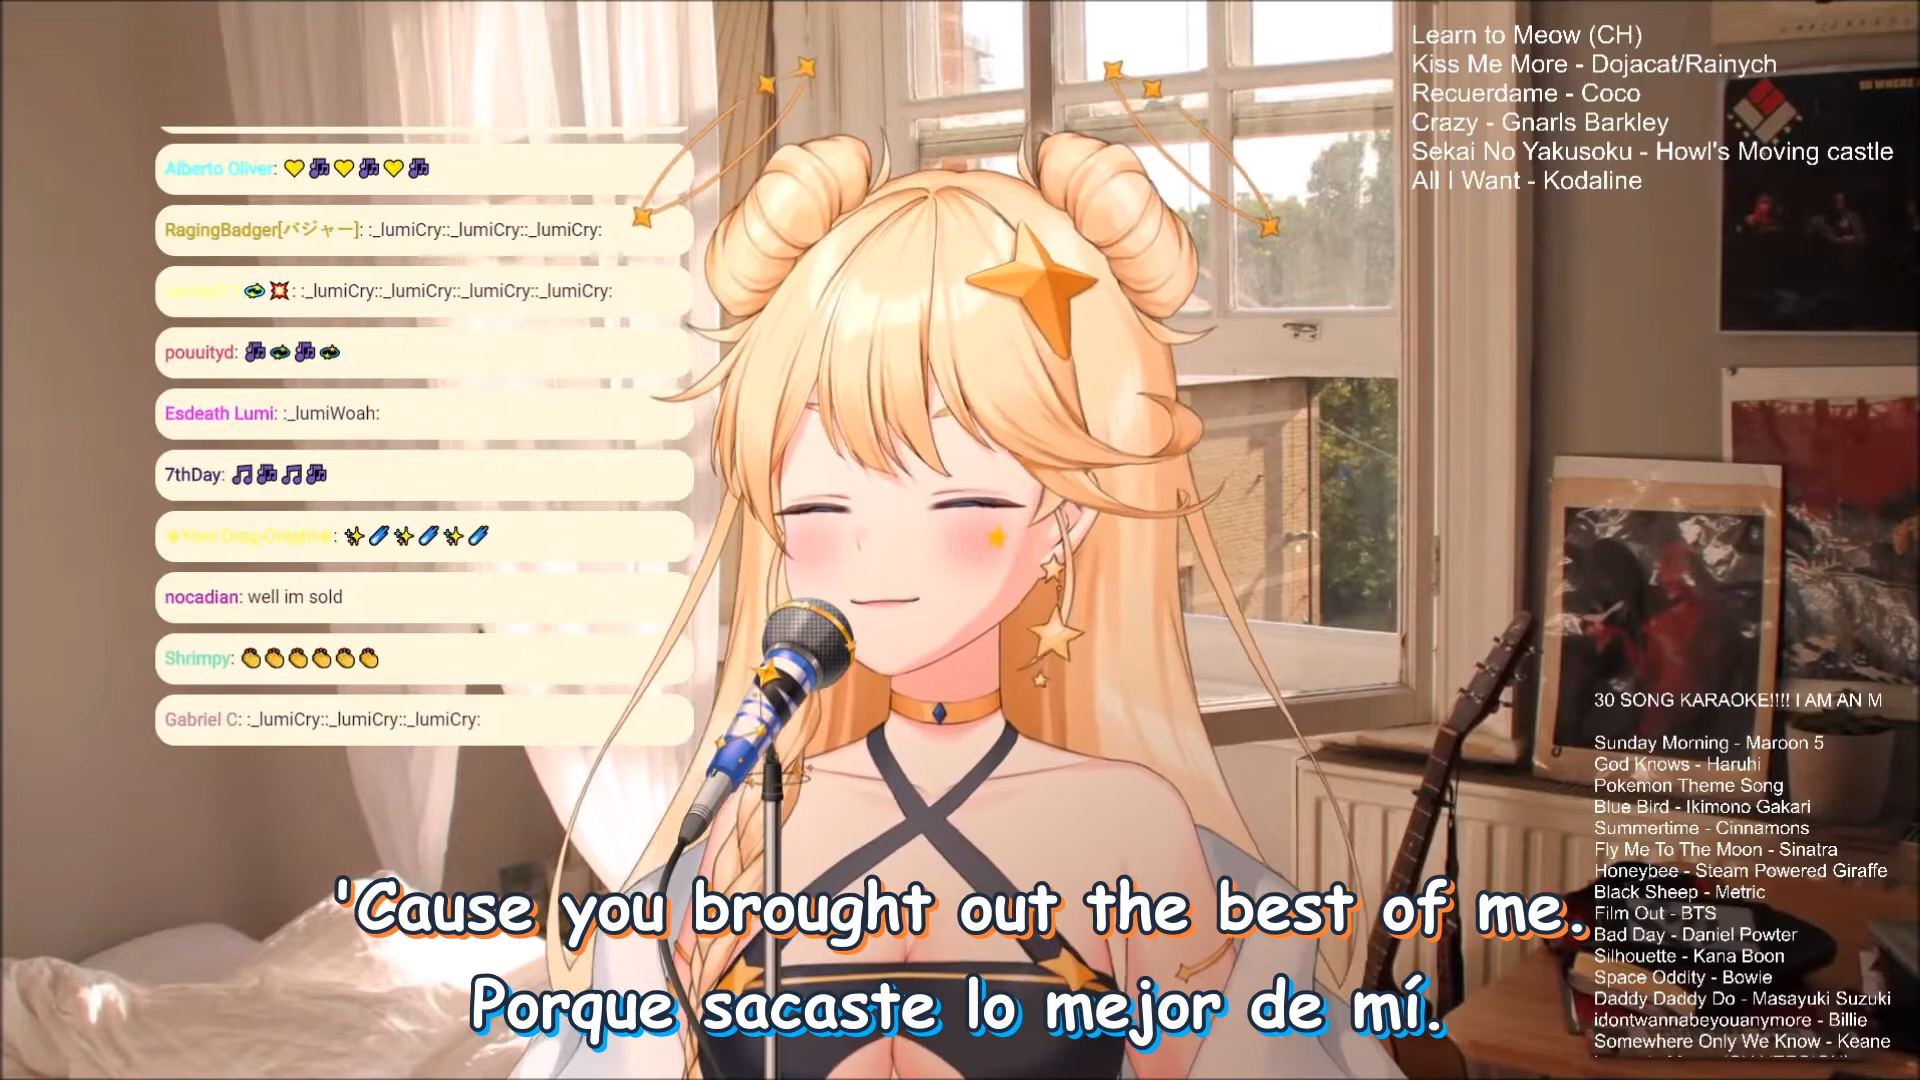 Learn to Meow (CH)
Kiss Me More - Dojacat/Rainych
Recuerdame - Coco
Crazy - Gnarls Barkley
Sekai No Yakusoku - Howl's Moving castle
All I Want - Kodaline
Alberto Oliver: 💛🎶💛🎶💛🎶
RagingBadger[バジャー]: :_lumiCry::_lumiCry::_lumiCry:
: :_lumiCry::_lumiCry::_lumiCry::_lumiCry:
pouuityd: 🎶💫🎶💫
Esdeath Lumi: :_lumiWoah:
7thDay: 🎵🎶🎵🎶
: ✨☄✨☄✨☄
nocadian: well im sold
Shrimpy: 👏👏👏👏👏👏
Gabriel C: :_lumiCry::_lumiCry::_lumiCry:
30 SONG KARAOKE!!!! I AM AN M
Sunday Morning - Maroon 5
God Knows - Haruhi
Pokemon Theme Song
Blue Bird - Ikimono Gakari
Summertime - Cinnamons
Fly Me To The Moon - Sinatra
Honeybee - Steam Powered Giraffe
Black Sheep - Metric
Film Out - BTS
Bad Day - Daniel Powter
Silhouette - Kana Boon
Space Oddity - Bowie
Daddy Daddy Do - Masayuki Suzuki
idontwannabeyouanymore - Billie
Somewhere Only We Know - Keane
'Cause you brought out the best of me.
Porque sacaste lo mejor de mí.